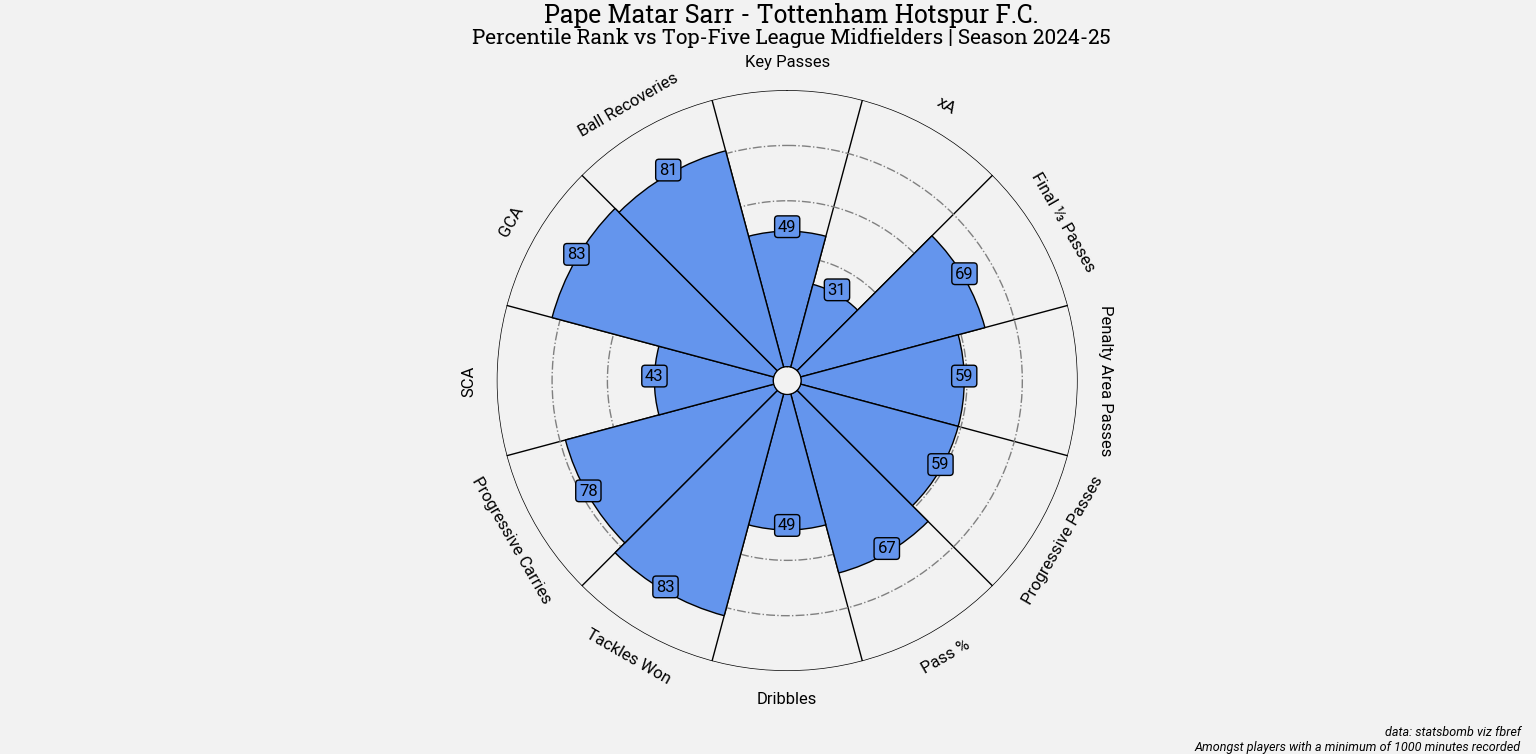 Pape Matar Sarr - Tottenham Hotspur F.C.
Percentile Rank vs Top-Five League Midfielders | Season 2024-25
Key Passes
xA
Final ⅓ Passes
Penalty Area Passes
Progressive Passes
Pass %
Dribbles
Tackles Won
Progressive Carries
SCA
GCA
Ball Recoveries
49
31
69
59
59
67
49
83
78
43
83
81
data: statsbomb viz fbref
Amongst players with a minimum of 1000 minutes recorded